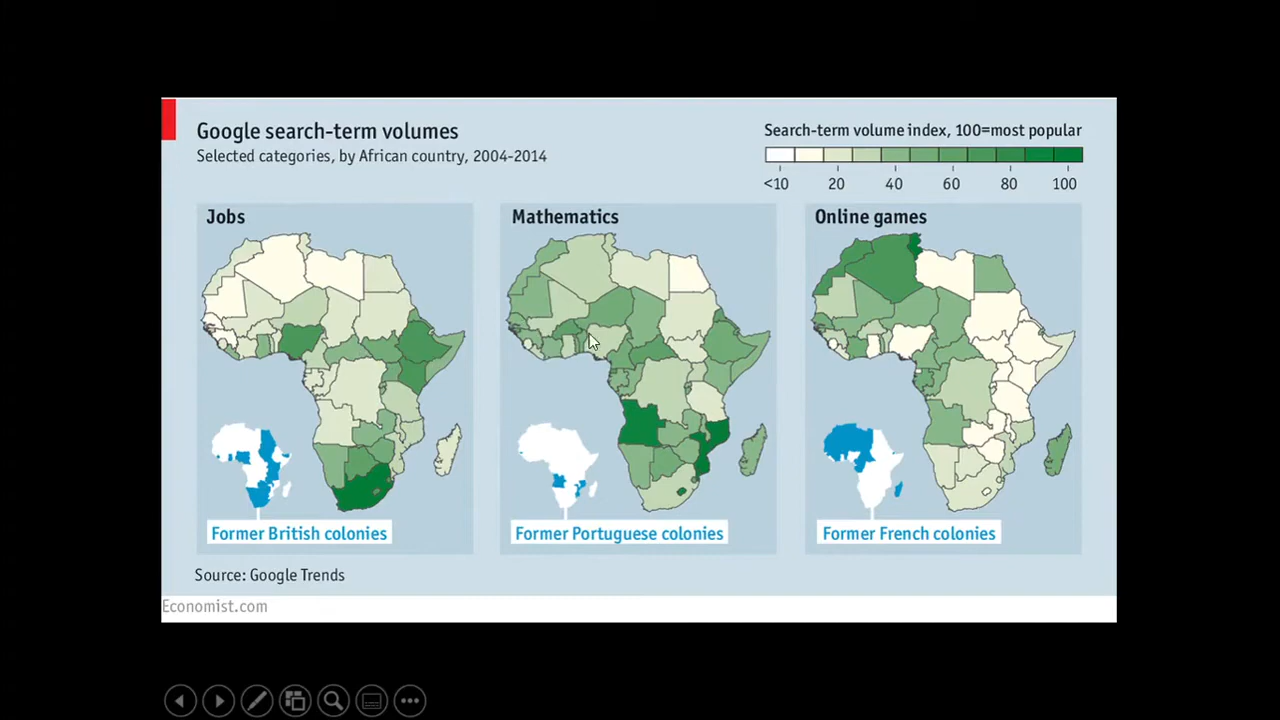 Google search-term volumes
Selected categories, by African country, 2004-2014
Search-term volume index, 100=most popular
<10 20 40 60 80 100
Jobs
Mathematics
Online games
Former British colonies
Former Portuguese colonies
Former French colonies
Source: Google Trends
Economist.com